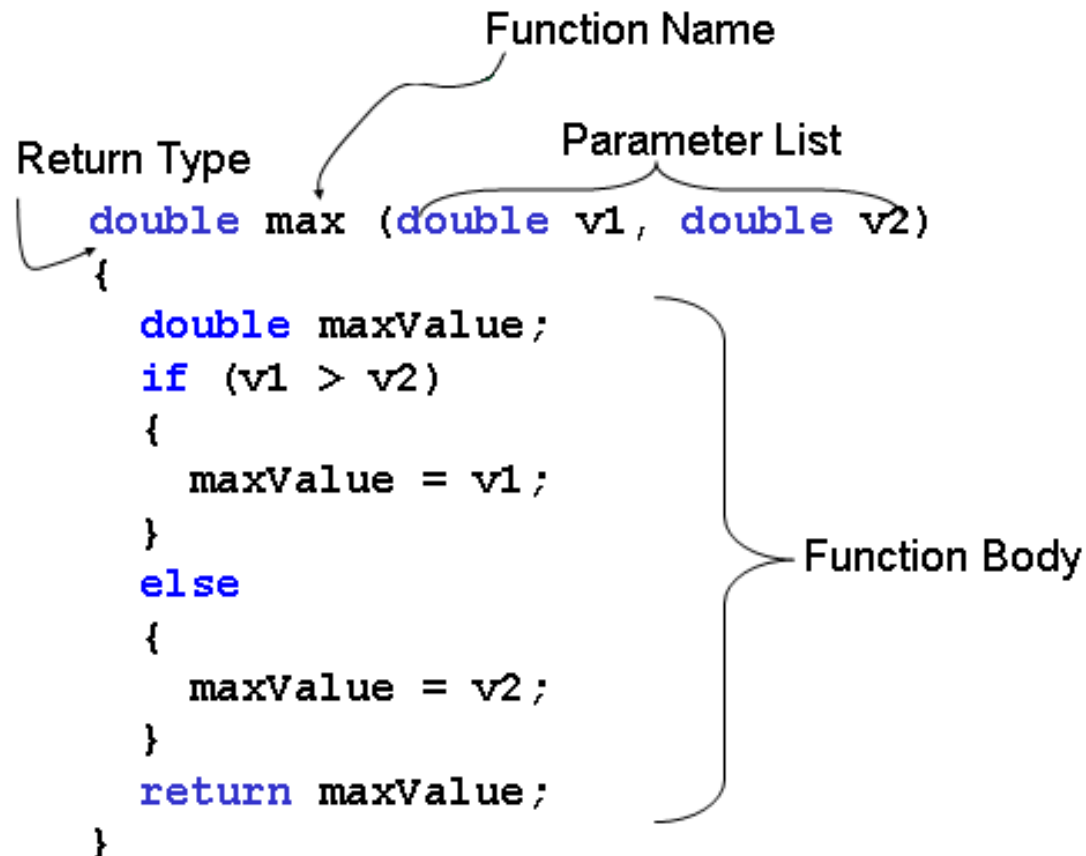 Function Name
Parameter List
Return Type
double max (double v1, double v2)
{
double maxValue;
if (v1 > v2)
{
maxValue = v1;
}
else
{
maxValue = v2;
}
return maxValue;
}
Function Body